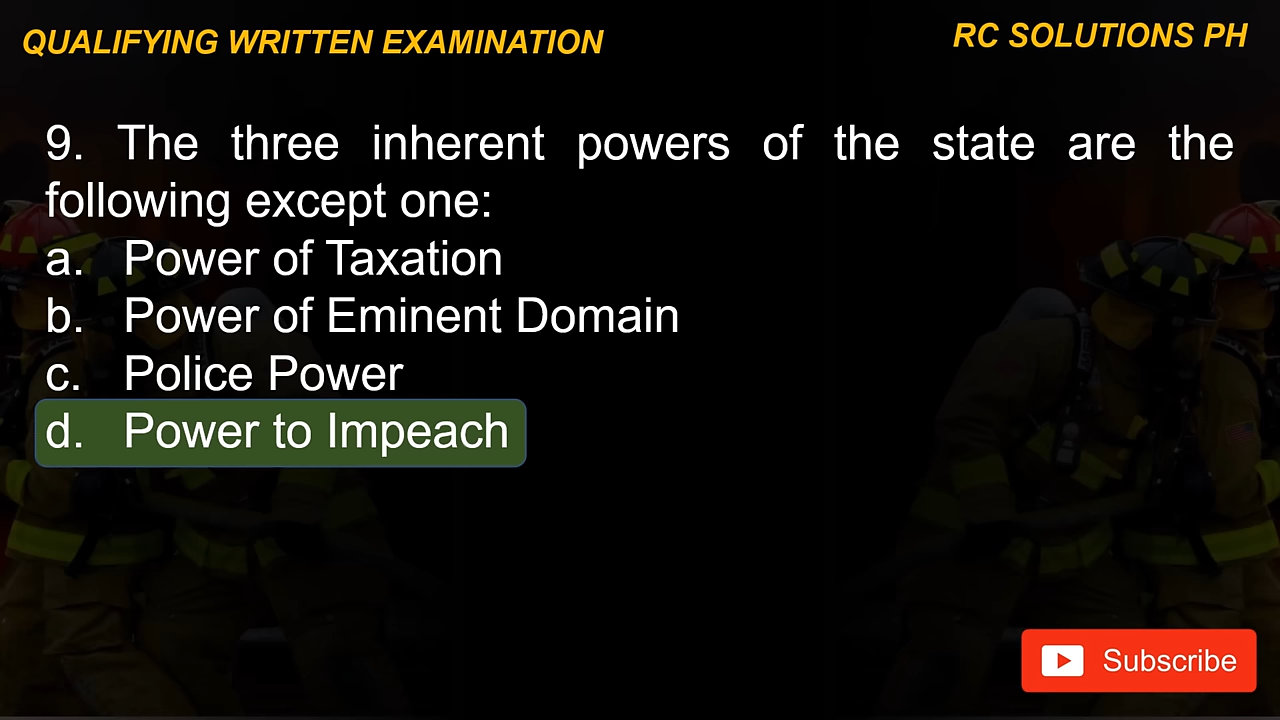 QUALIFYING WRITTEN EXAMINATION
RC SOLUTIONS PH
9. The three inherent powers of the state are the
following except one:
a. Power of Taxation
b. Power of Eminent Domain
c. Police Power
d. Power to Impeach
Subscribe